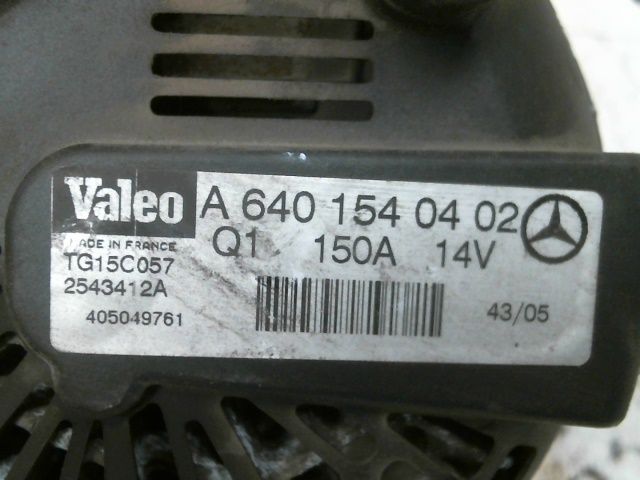 Valeo A 640 154 04 02
MADE IN FRANCE Q1 150A 14V
TG15C057
2543412A
405049761 43/05